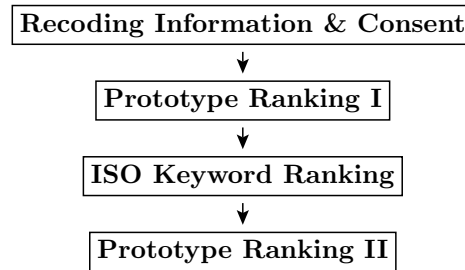 Recoding Information & Consent
Prototype Ranking I
ISO Keyword Ranking
Prototype Ranking II